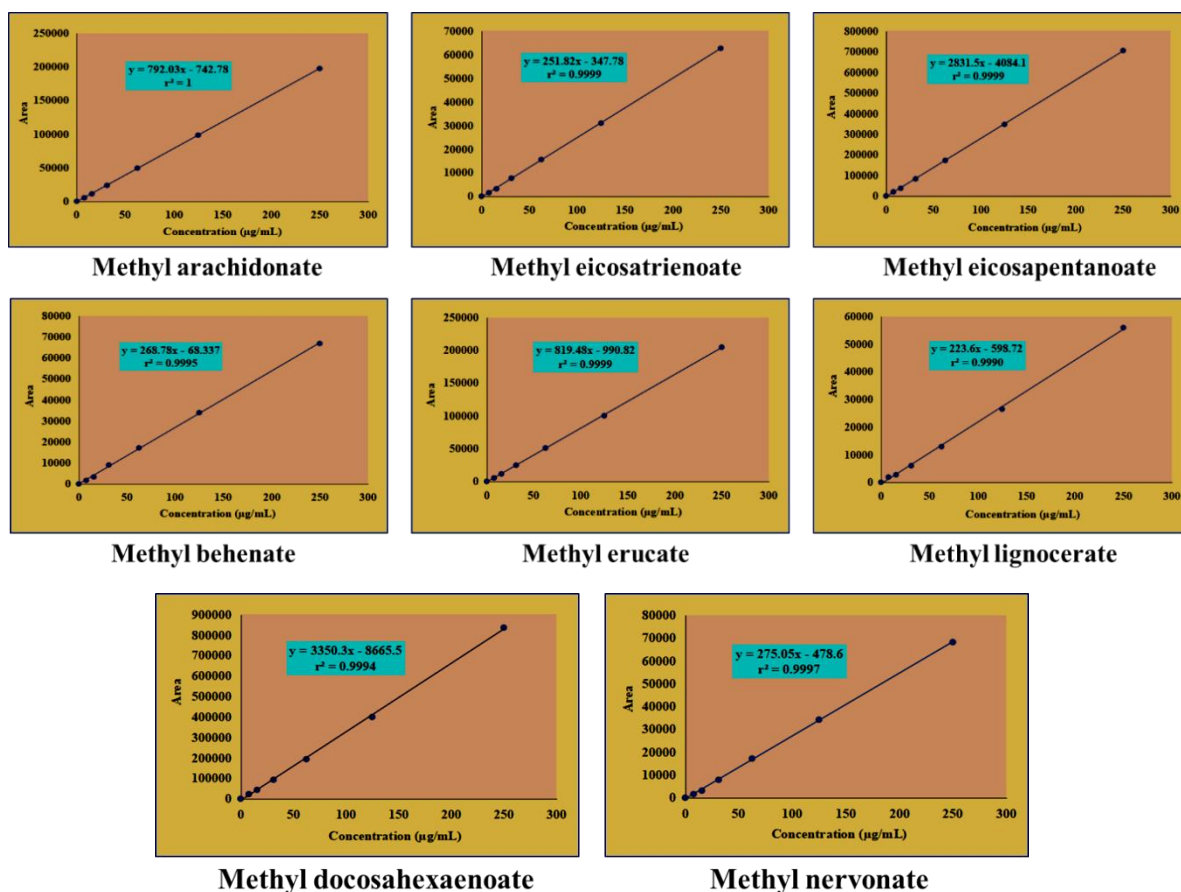 250000
200000
150000
100000
50000
0
Area
y = 792.03x - 742.78
r² = 1
0 50 100 150 200 250 300
Concentration (µg/mL)
Methyl arachidonate
70000
60000
50000
40000
30000
20000
10000
0
Area
y = 251.82x - 347.78
r² = 0.9999
0 50 100 150 200 250 300
Concentration (µg/mL)
Methyl eicosatrienoate
800000
700000
600000
500000
400000
300000
200000
100000
0
Area
y = 2831.5x - 4084.1
r² = 0.9999
0 50 100 150 200 250 300
Concentration (µg/mL)
Methyl eicosapentanoate
80000
70000
60000
50000
40000
30000
20000
10000
0
Area
y = 268.78x - 68.337
r² = 0.9995
0 50 100 150 200 250 300
Concentration (µg/mL)
Methyl behenate
250000
200000
150000
100000
50000
0
Area
y = 819.48x - 990.82
r² = 0.9999
0 50 100 150 200 250 300
Concentration (µg/mL)
Methyl erucate
60000
50000
40000
30000
20000
10000
0
Area
y = 223.6x - 598.72
r² = 0.9990
0 50 100 150 200 250 300
Concentration (µg/mL)
Methyl lignocerate
900000
800000
700000
600000
500000
400000
300000
200000
100000
0
Area
y = 3350.3x - 8665.5
r² = 0.9994
0 50 100 150 200 250 300
Concentration (µg/mL)
Methyl docosahexaenoate
80000
70000
60000
50000
40000
30000
20000
10000
0
Area
y = 275.05x - 478.6
r² = 0.9997
0 50 100 150 200 250 300
Concentration (µg/mL)
Methyl nervonate